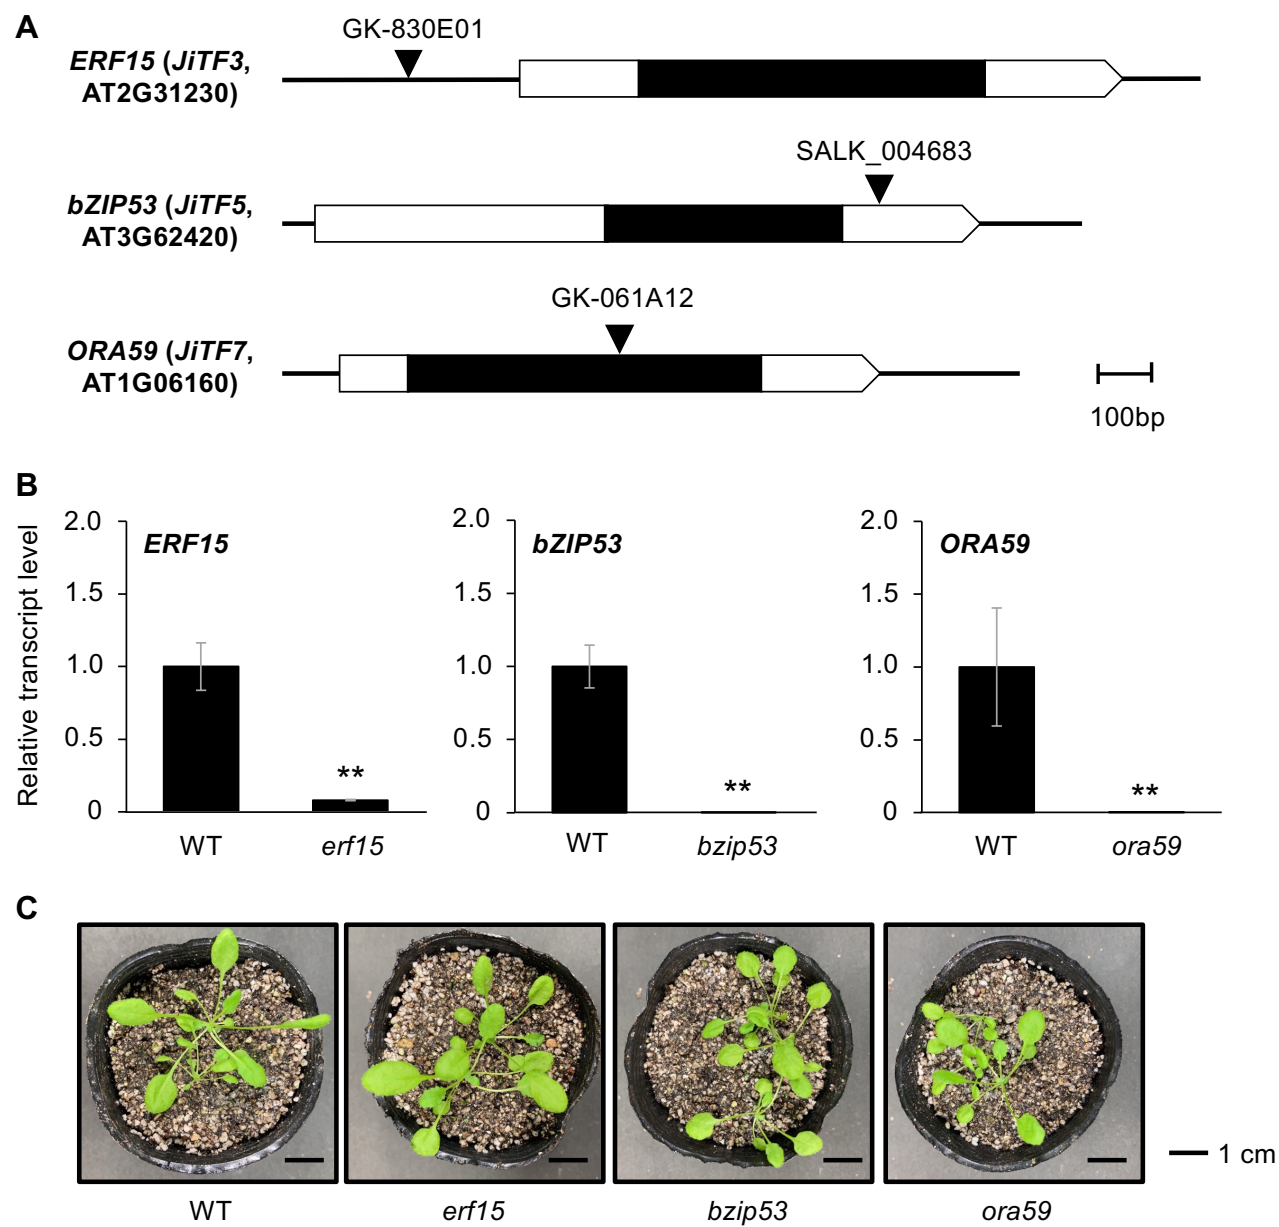 A
GK-830E01
ERF15 (JiTF3,
AT2G31230)
SALK_004683
bZIP53 (JiTF5,
AT3G62420)
GK-061A12
ORA59 (JiTF7,
AT1G06160)
100bp
B
Relative transcript level
2.0
1.5
1.0
0.5
0
ERF15
**
WT
erf15
2.0
1.5
1.0
0.5
0
bZIP53
**
WT
bzip53
2.0
1.5
1.0
0.5
0
ORA59
**
WT
ora59
C
1 cm
WT
erf15
bzip53
ora59